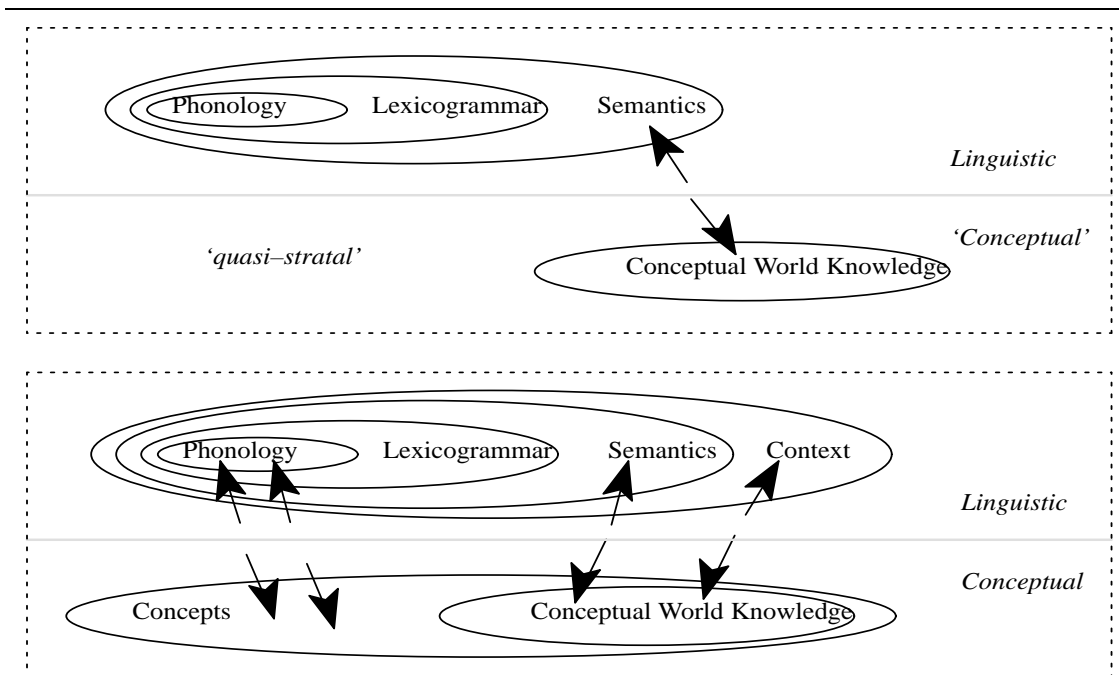 Phonology Lexicogrammar Semantics
Linguistic
‘Conceptual’
‘quasi–stratal’
Conceptual World Knowledge
Phonology Lexicogrammar Semantics Context
Linguistic
Conceptual
Concepts Conceptual World Knowledge